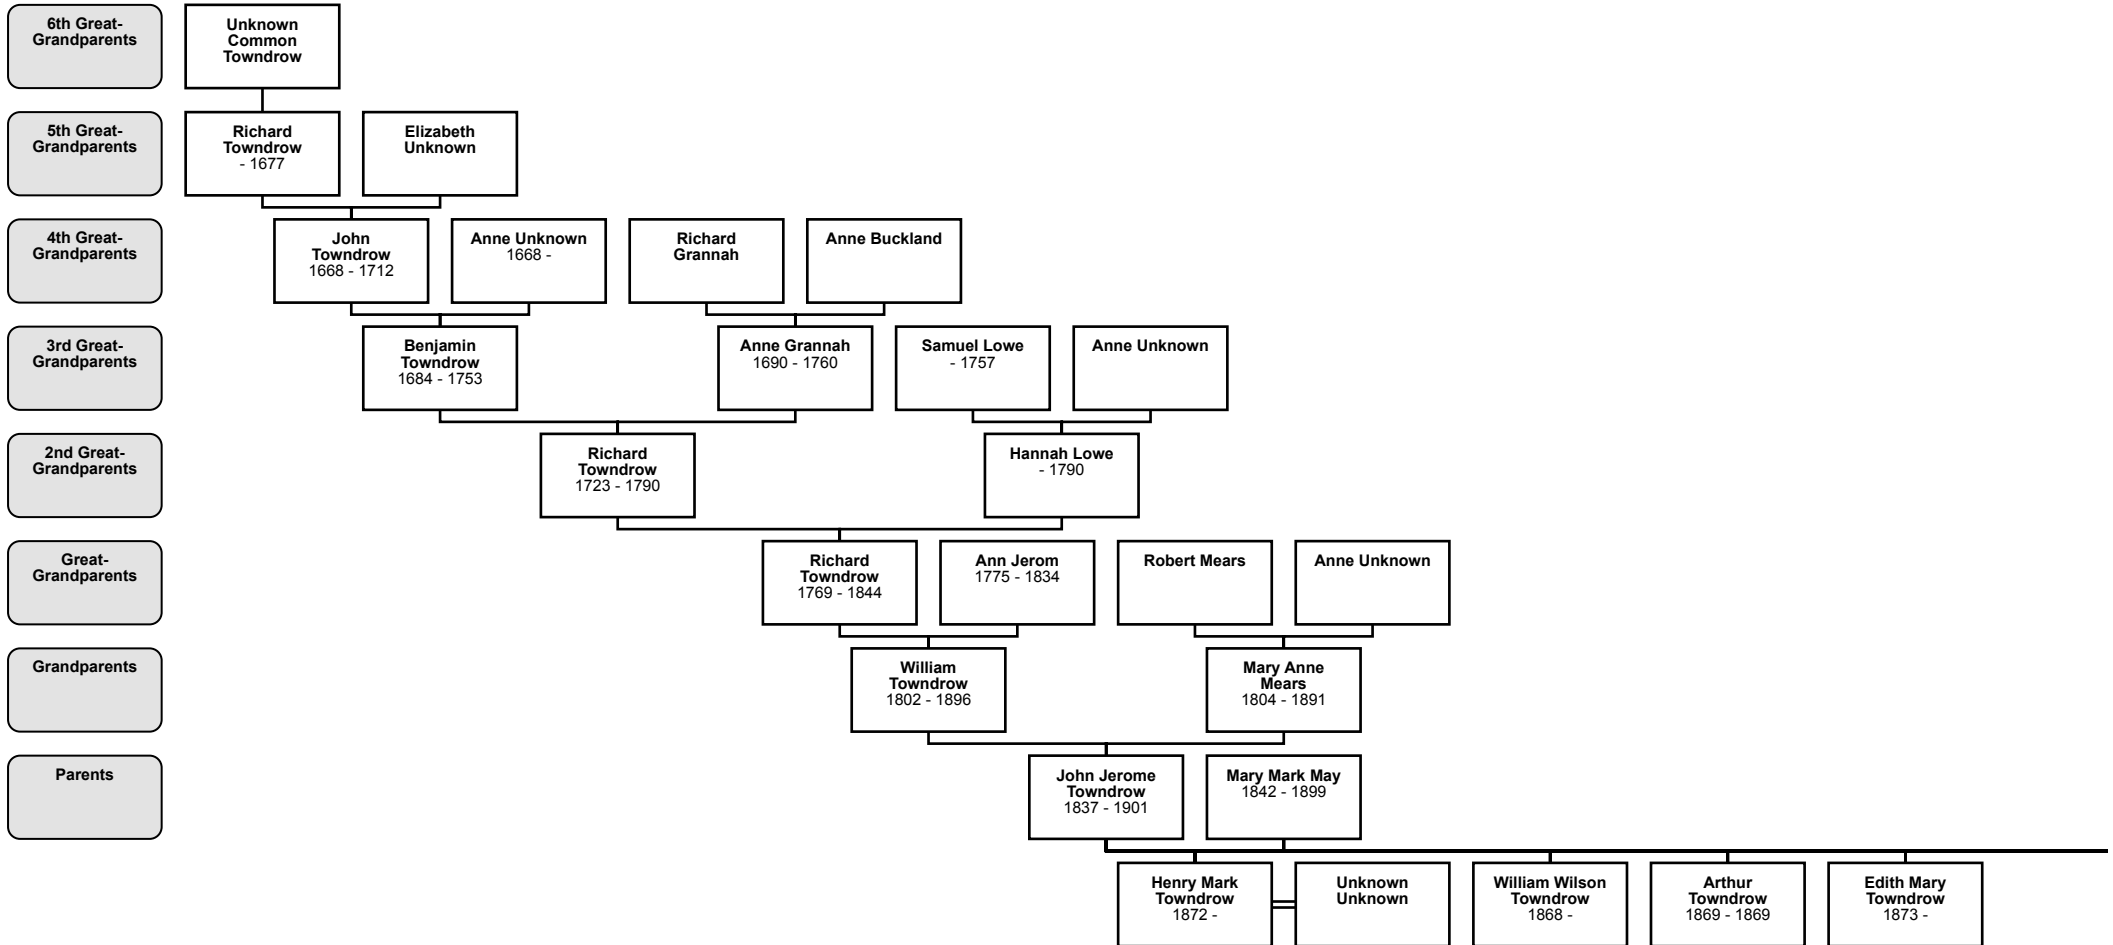 6th Great-
Grandparents
Unknown
Common
Towndrow
5th Great-
Grandparents
Richard
Towndrow
- 1677
Elizabeth
Unknown
4th Great-
Grandparents
John
Towndrow
1668 - 1712
Anne Unknown
1668 -
Richard
Grannah
Anne Buckland
3rd Great-
Grandparents
Benjamin
Towndrow
1684 - 1753
Anne Grannah
1690 - 1760
Samuel Lowe
- 1757
Anne Unknown
2nd Great-
Grandparents
Richard
Towndrow
1723 - 1790
Hannah Lowe
- 1790
Great-
Grandparents
Richard
Towndrow
1769 - 1844
Ann Jerom
1775 - 1834
Robert Mears
Anne Unknown
Grandparents
William
Towndrow
1802 - 1896
Mary Anne
Mears
1804 - 1891
Parents
John Jerome
Towndrow
1837 - 1901
Mary Mark May
1842 - 1899
Henry Mark
Towndrow
1872 -
Unknown
Unknown
William Wilson
Towndrow
1868 -
Arthur
Towndrow
1869 - 1869
Edith Mary
Towndrow
1873 -